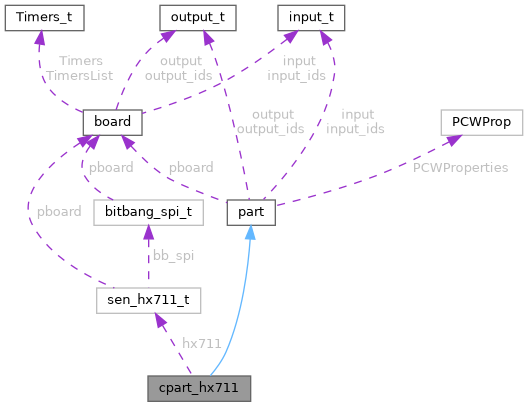 Timers_t
output_t
input_t
Timers
TimersList
output
output_ids
input
input_ids
board
output
output_ids
input
input_ids
PCWProp
pboard
pboard
PCWProperties
pboard
bitbang_spi_t
part
bb_spi
sen_hx711_t
hx711
cpart_hx711